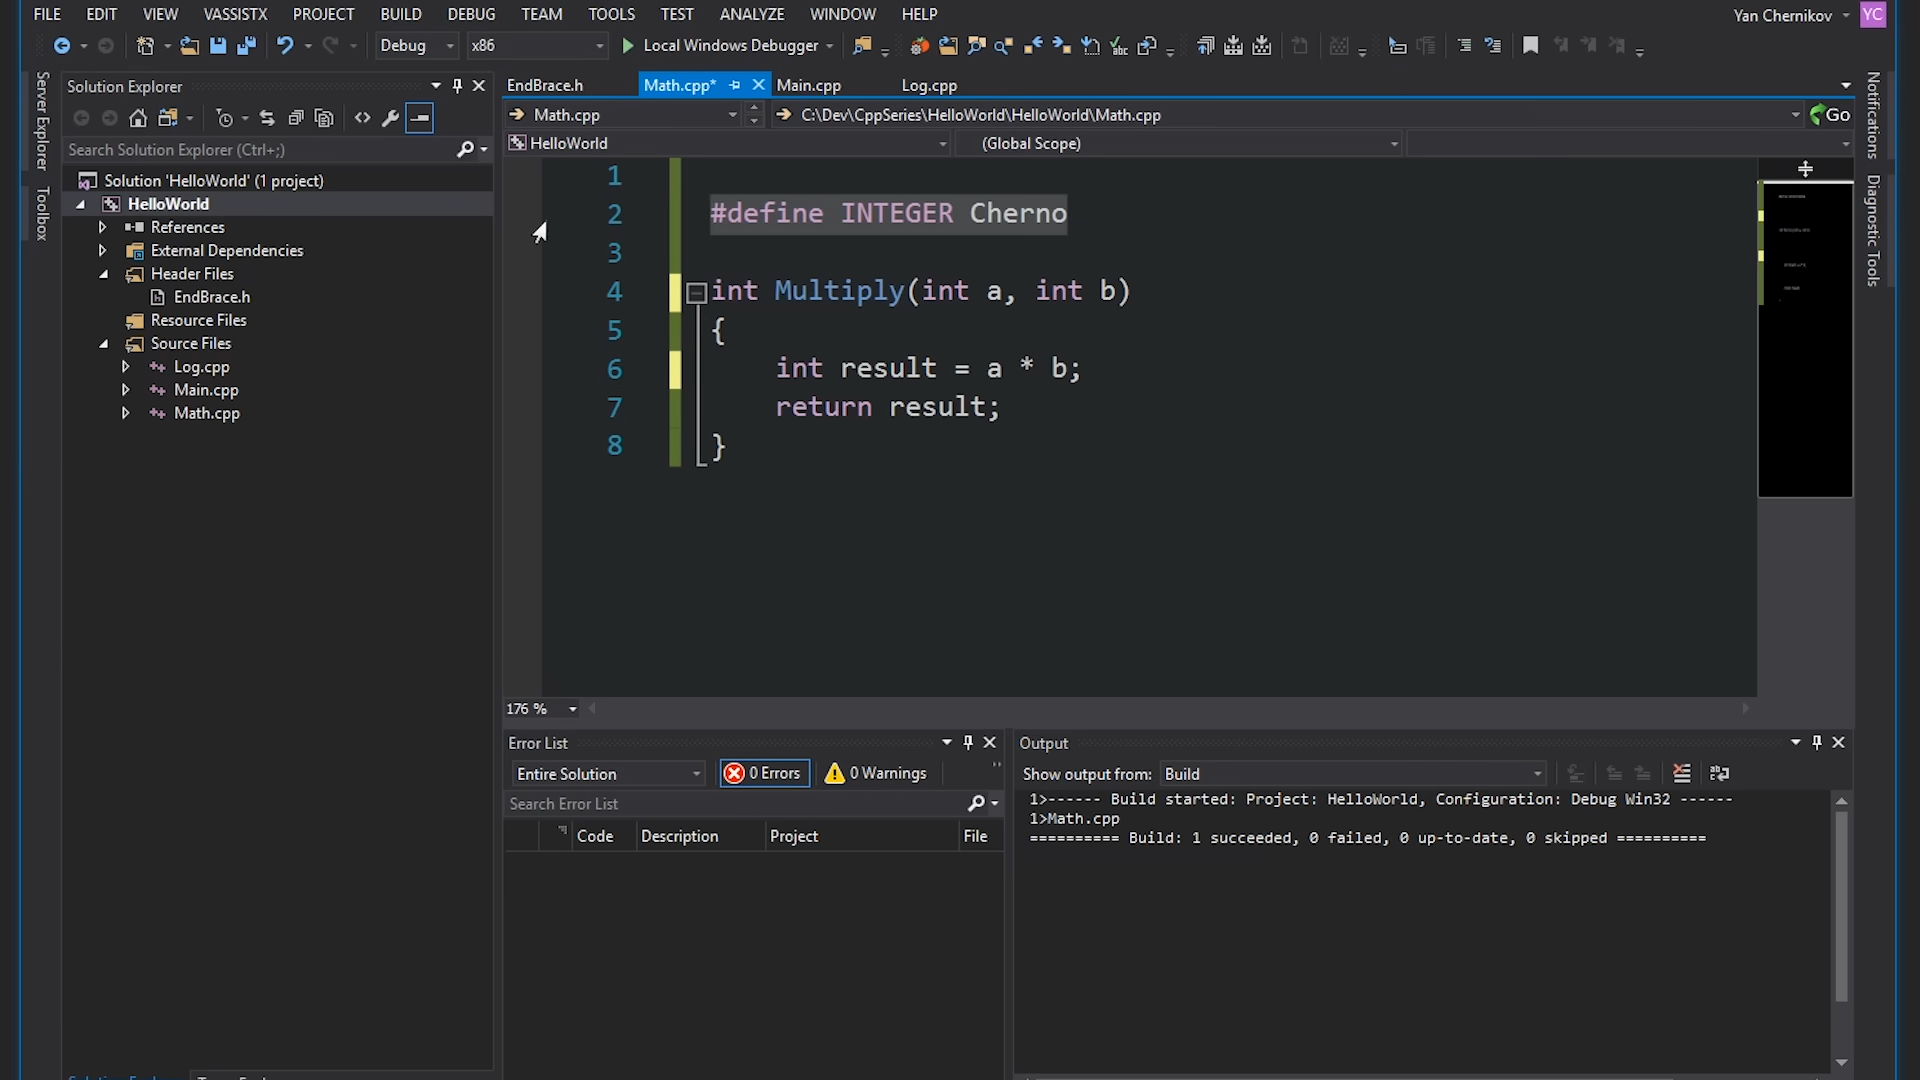 FILE EDIT VIEW VASSISTX PROJECT BUILD DEBUG TEAM TOOLS TEST ANALYZE WINDOW HELP
Yan Chernikov YC
Debug x86 Local Windows Debugger
Server Explorer
Toolbox
Solution Explorer
Search Solution Explorer (Ctrl+;)
Solution 'HelloWorld' (1 project)
HelloWorld
References
External Dependencies
Header Files
EndBrace.h
Resource Files
Source Files
Log.cpp
Main.cpp
Math.cpp
EndBrace.h Math.cpp* Main.cpp Log.cpp
Math.cpp C:\Dev\CppSeries\HelloWorld\HelloWorld\Math.cpp Go
HelloWorld (Global Scope)
1
2 #define INTEGER Cherno
3
4 int Multiply(int a, int b)
5 {
6 int result = a * b;
7 return result;
8 }
176 %
Notifications
Diagnostic Tools
Error List
Entire Solution 0 Errors 0 Warnings
Search Error List
Code Description Project File
Output
Show output from: Build
1>------ Build started: Project: HelloWorld, Configuration: Debug Win32 ------
1>Math.cpp
========== Build: 1 succeeded, 0 failed, 0 up-to-date, 0 skipped ==========